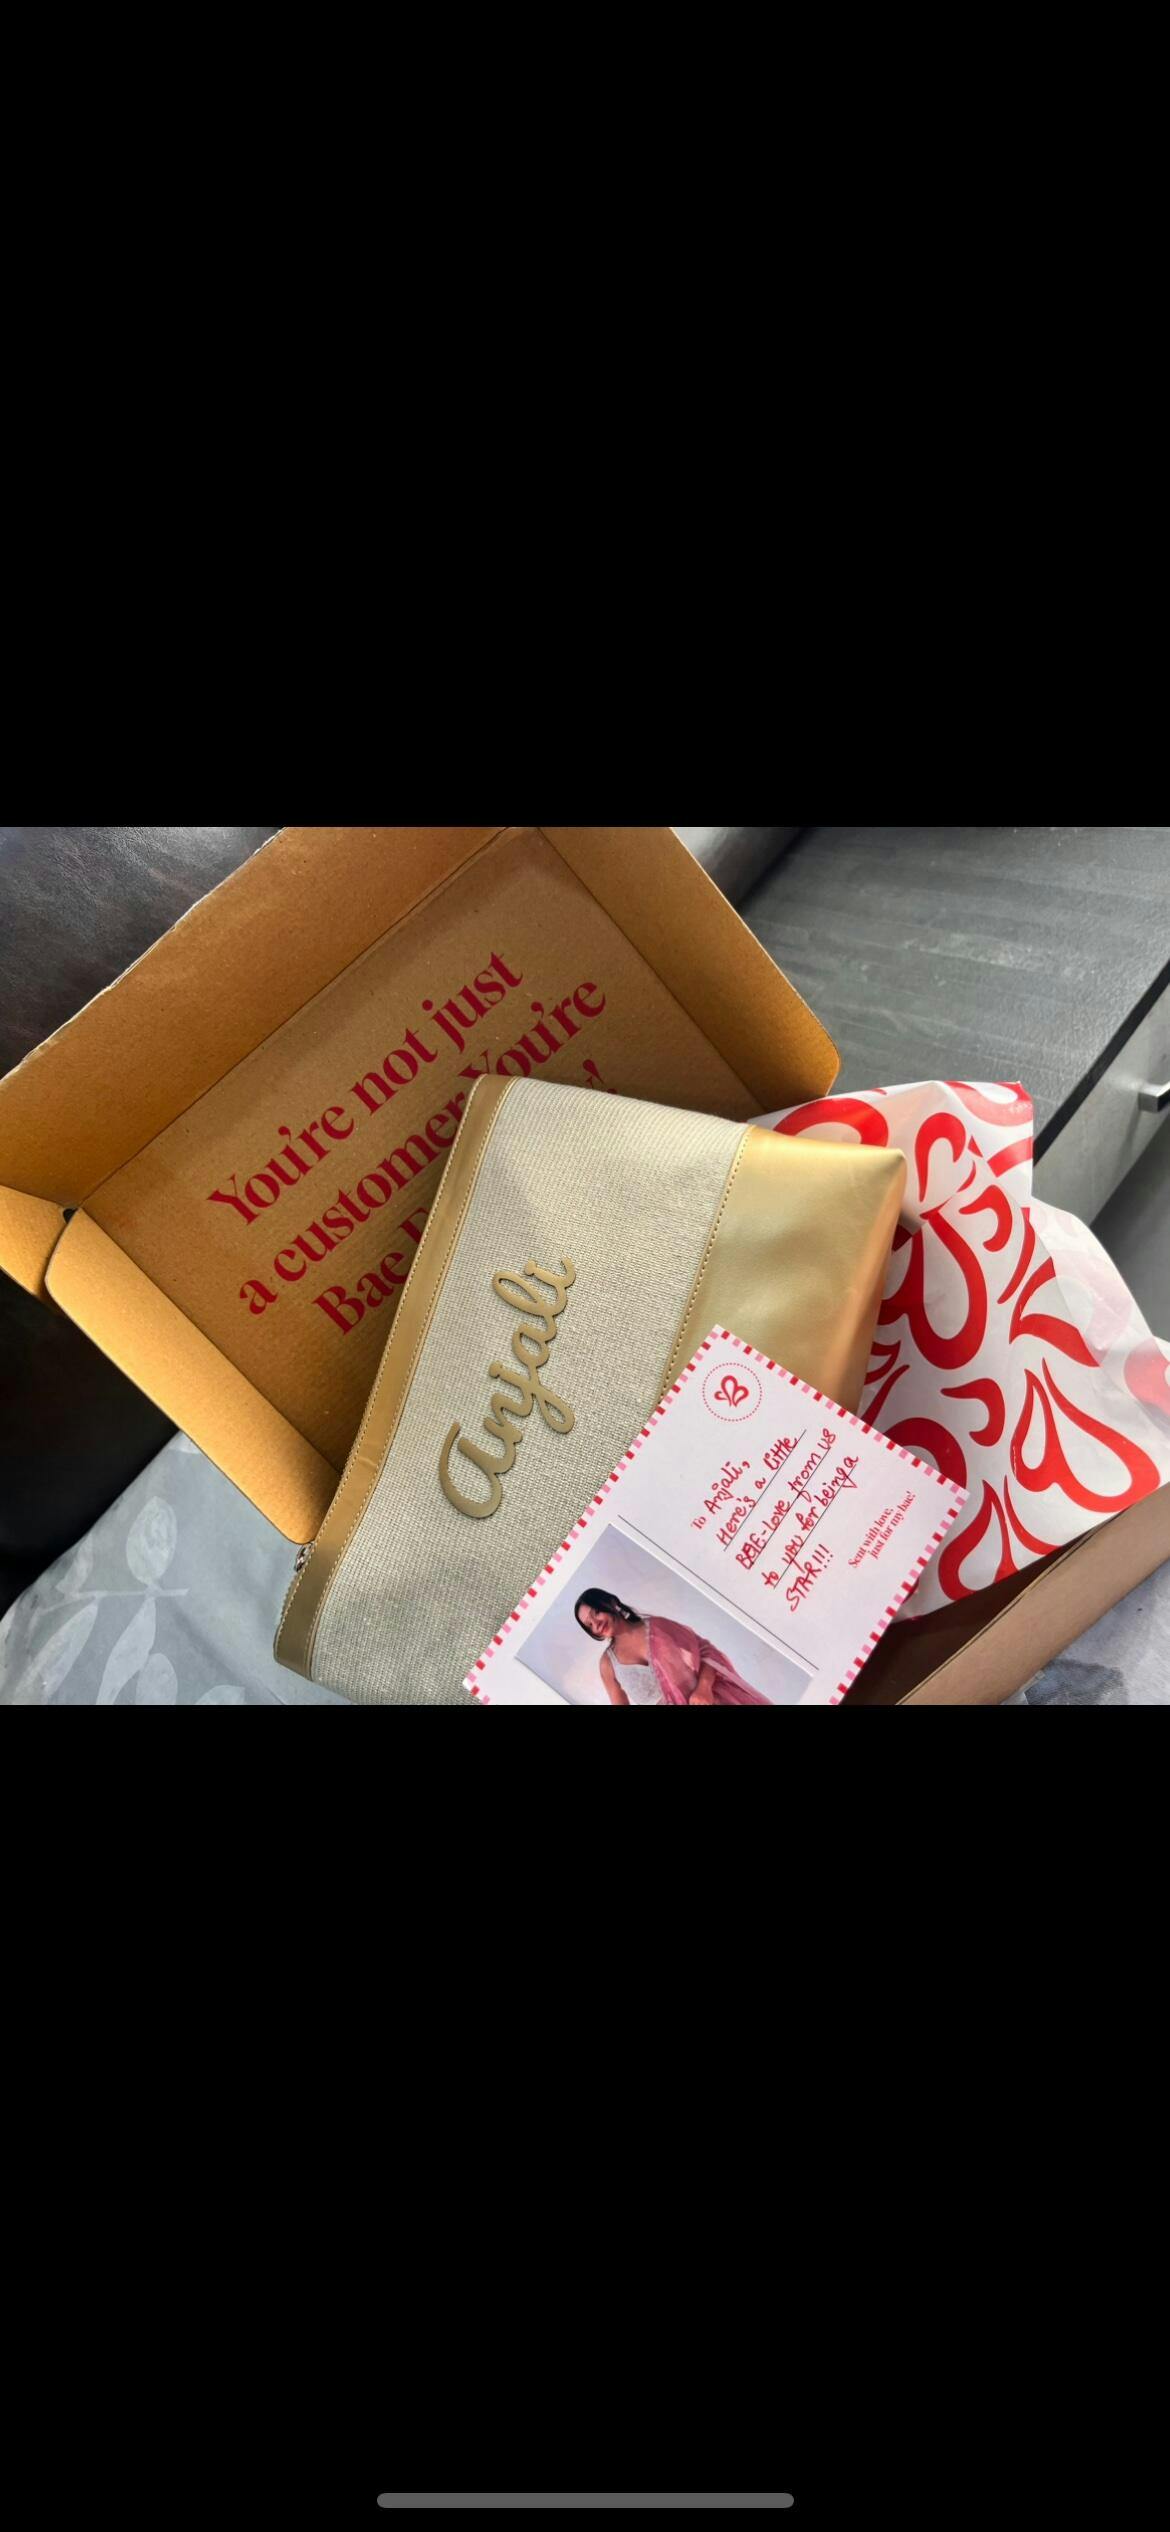 You're not just
a customer. You're
Bae
Anjali
B
To Anjali,
Here's a little
BAE-Love from us
to you for being a
STAR!!!
Sent with love,
just for my bae!